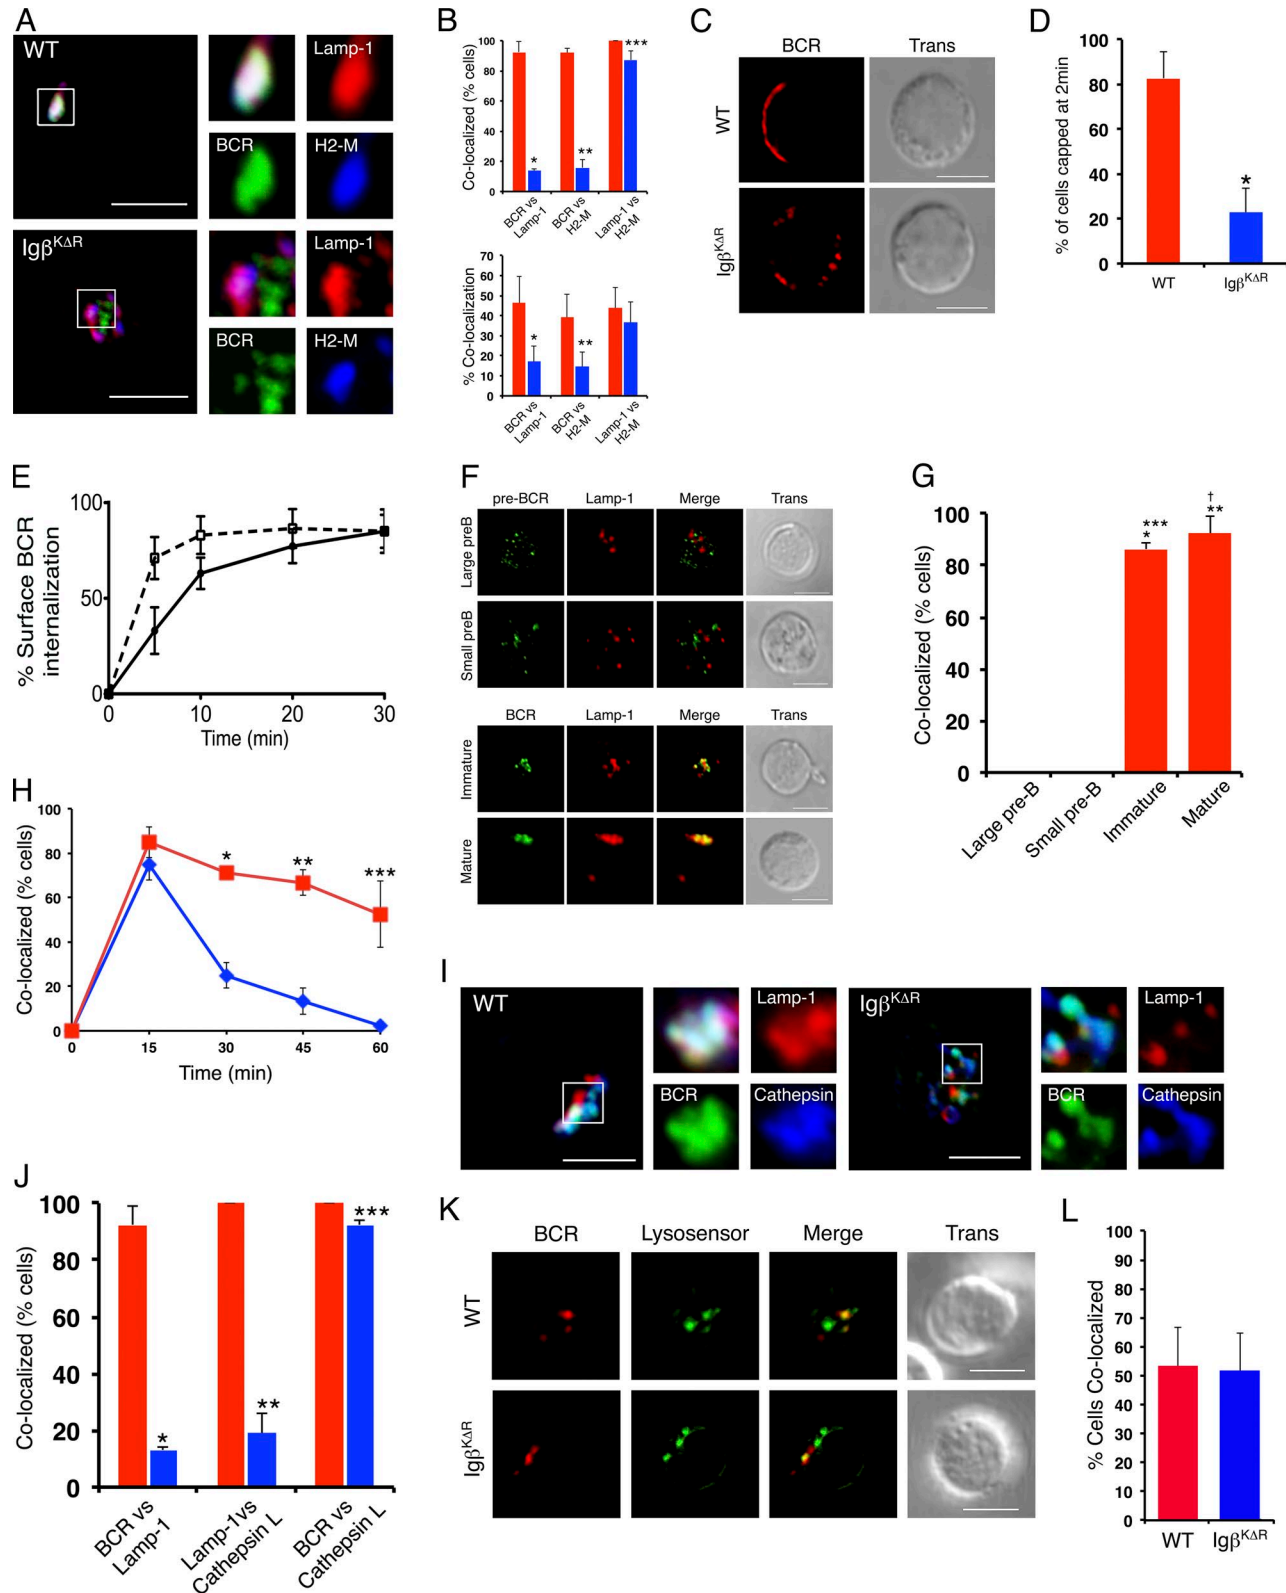 A
WT
Lamp-1
BCR
H2-M
IgβKΔR
Lamp-1
BCR
H2-M
B
Co-localized (% cells)
100
80
60
40
20
0
*
**
***
BCR vs
Lamp-1
BCR vs
H2-M
Lamp-1 vs
H2-M
% Co-localization
70
60
50
40
30
20
10
0
*
**
BCR vs
Lamp-1
BCR vs
H2-M
Lamp-1 vs
H2-M
C
BCR
Trans
WT
IgβKΔR
D
% of cells capped at 2min
100
80
60
40
20
0
*
WT
IgβKΔR
E
% Surface BCR
internalization
100
50
0
0
10
20
30
Time (min)
F
pre-BCR
Lamp-1
Merge
Trans
Large preB
Small preB
BCR
Lamp-1
Merge
Trans
Immature
Mature
G
Co-localized (% cells)
100
80
60
40
20
0
***
*
†
**
Large pre-B
Small pre-B
Immature
Mature
H
Co-localized (% cells)
100
80
60
40
20
0
*
**
***
0
15
30
45
60
Time (min)
I
WT
Lamp-1
BCR
Cathepsin
IgβKΔR
Lamp-1
BCR
Cathepsin
J
Co-localized (% cells)
100
80
60
40
20
0
*
**
***
BCR vs
Lamp-1
Lamp-1vs
Cathepsin L
BCR vs
Cathepsin L
K
BCR
Lysosensor
Merge
Trans
WT
IgβKΔR
L
% Cells Co-localized
100
90
80
70
60
50
40
30
20
10
0
WT
IgβKΔR